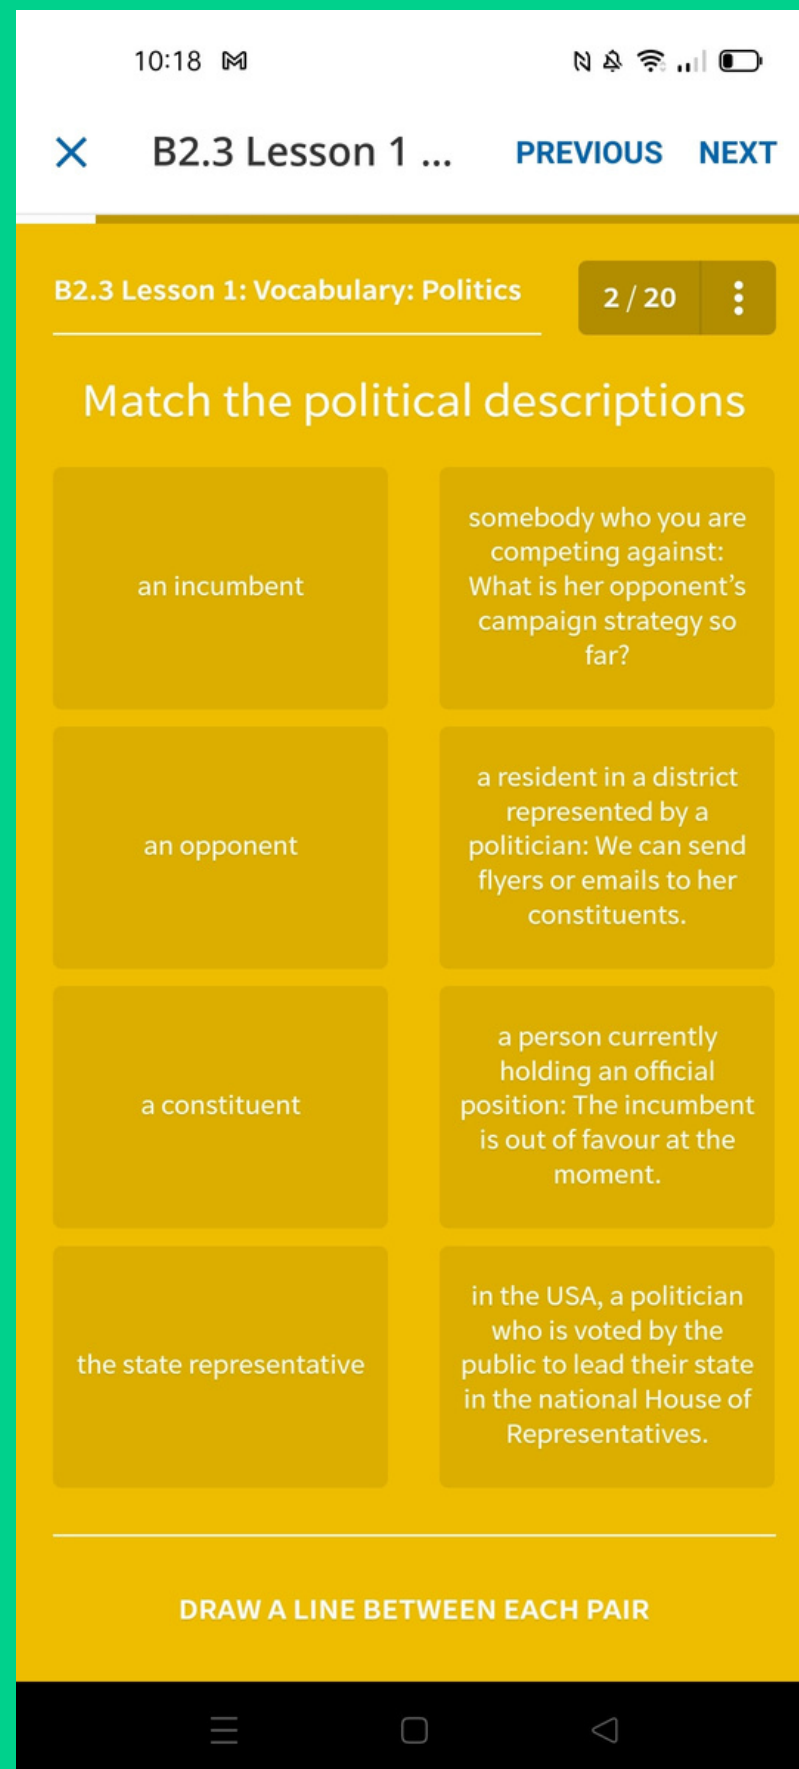 10:18
B2.3 Lesson 1 ...
PREVIOUS
NEXT
B2.3 Lesson 1: Vocabulary: Politics
2 / 20
Match the political descriptions
an incumbent
somebody who you are
competing against:
What is her opponent’s
campaign strategy so
far?
an opponent
a resident in a district
represented by a
politician: We can send
flyers or emails to her
constituents.
a constituent
a person currently
holding an official
position: The incumbent
is out of favour at the
moment.
the state representative
in the USA, a politician
who is voted by the
public to lead their state
in the national House of
Representatives.
DRAW A LINE BETWEEN EACH PAIR